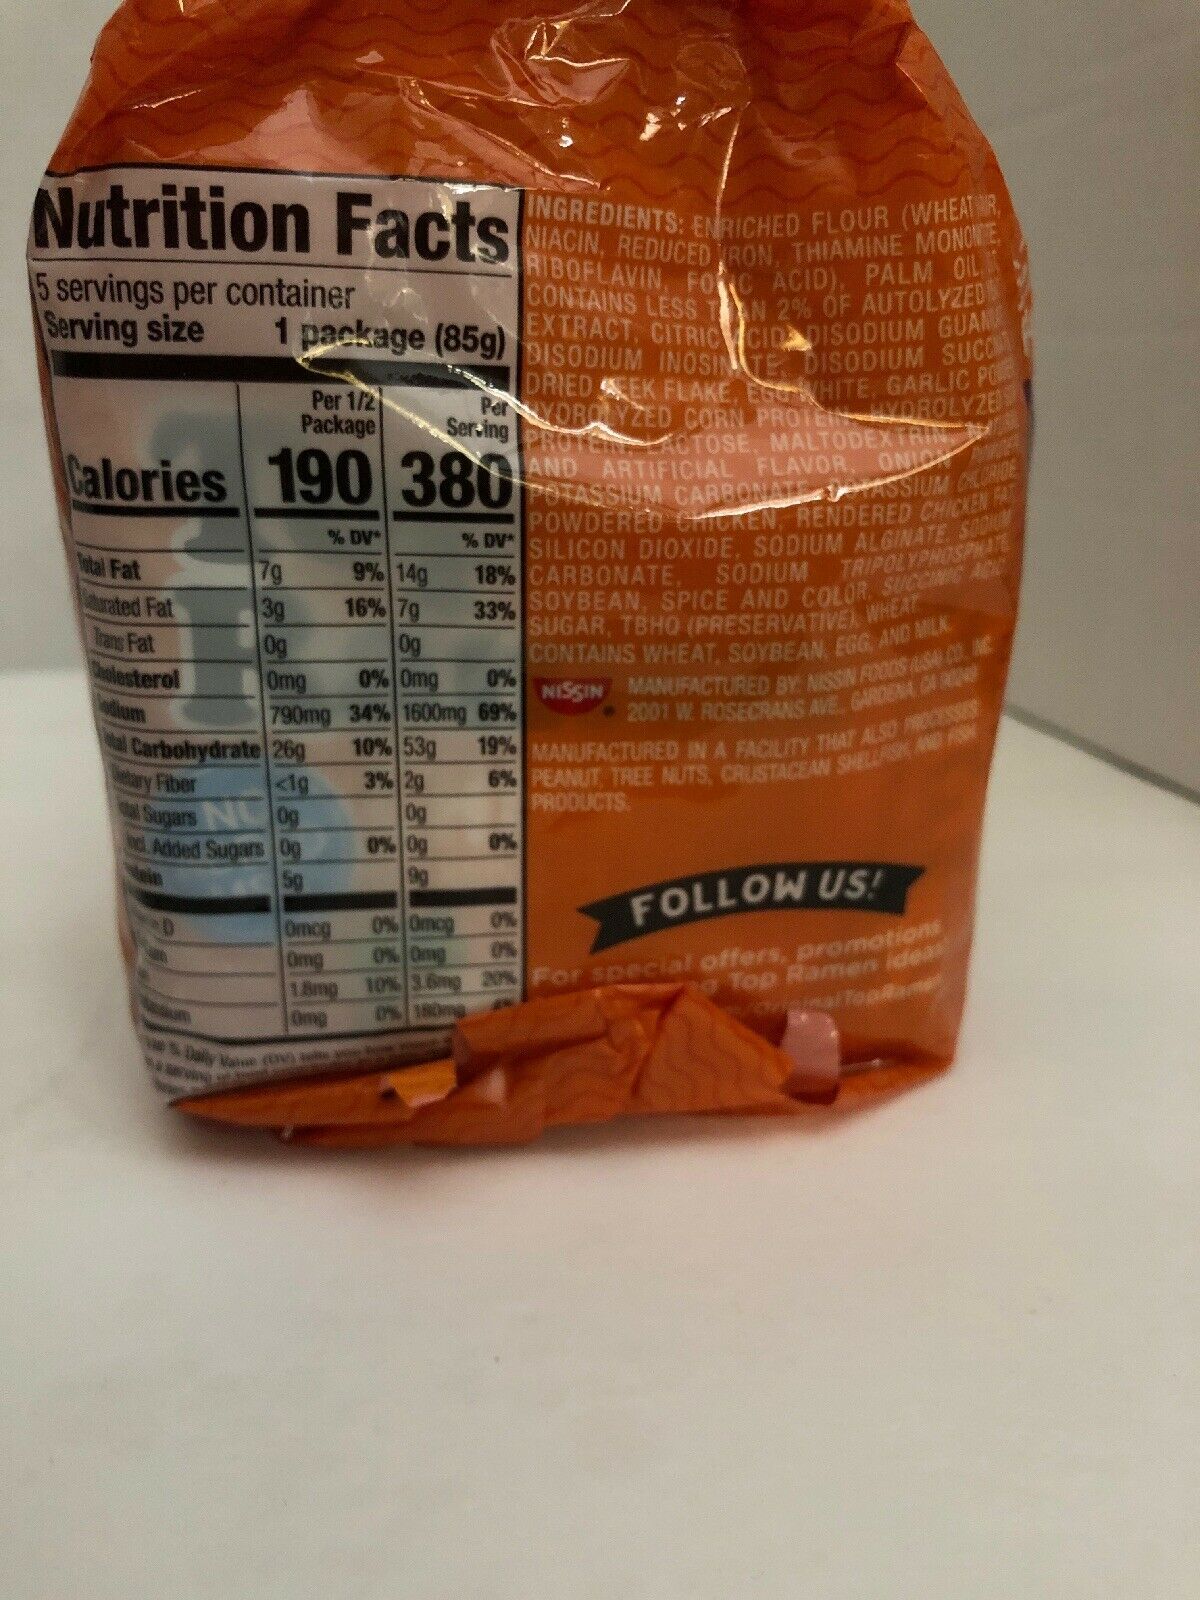 Nutrition Facts
5 servings per container
Serving size 1 package (85g)
Per 1/2 Package Per Serving
Calories 190 380
% DV* % DV*
Total Fat 7g 9% 14g 18%
Saturated Fat 3g 16% 7g 33%
Trans Fat 0g 0g
Cholesterol 0mg 0% 0mg 0%
Sodium 790mg 34% 1600mg 69%
Total Carbohydrate 26g 10% 53g 19%
Dietary Fiber <1g 3% 2g 6%
Total Sugars 0g 0g
Incl. Added Sugars 0g 0% 0g 0%
Protein 5g 9g
D 0mcg 0% 0mcg 0%
0mg 0% 0mg 0%
1.8mg 10% 3.6mg 20%
0mg 0% 180mg
% Daily Value (DV) tells you how
INGREDIENTS: ENRICHED FLOUR (WHEAT
NIACIN, REDUCED IRON, THIAMINE
RIBOFLAVIN, FOLIC ACID), PALM OIL,
CONTAINS LESS THAN 2% OF AUTOLYZED
EXTRACT, CITRIC ACID, DISODIUM
DISODIUM INOSINATE, DISODIUM
DRIED LEEK FLAKE, EGG WHITE, GARLIC
HYDROLYZED CORN PROTEIN, HYDROLYZED
PROTEIN, LACTOSE, MALTODEXTRIN,
AND ARTIFICIAL FLAVOR, ONION
POTASSIUM CARBONATE, POTASSIUM CHLORIDE
POWDERED CHICKEN, RENDERED CHICKEN FAT,
SILICON DIOXIDE, SODIUM ALGINATE, SODIUM
CARBONATE, SODIUM TRIPOLYPHOSPHATE
SOYBEAN, SPICE AND COLOR, SUCCINIC ACID
SUGAR, TBHQ (PRESERVATIVE), WHEAT.
CONTAINS WHEAT, SOYBEAN, EGG, AND MILK.
NISSIN MANUFACTURED BY: NISSIN FOODS (USA) CO., INC.
2001 W. ROSECRANS AVE., GARDENA, CA 90249
MANUFACTURED IN A FACILITY THAT ALSO PROCESSES
PEANUT, TREE NUTS, CRUSTACEAN SHELLFISH AND FISH
PRODUCTS.
FOLLOW US!
For special offers, promotions
Top Ramen ideas